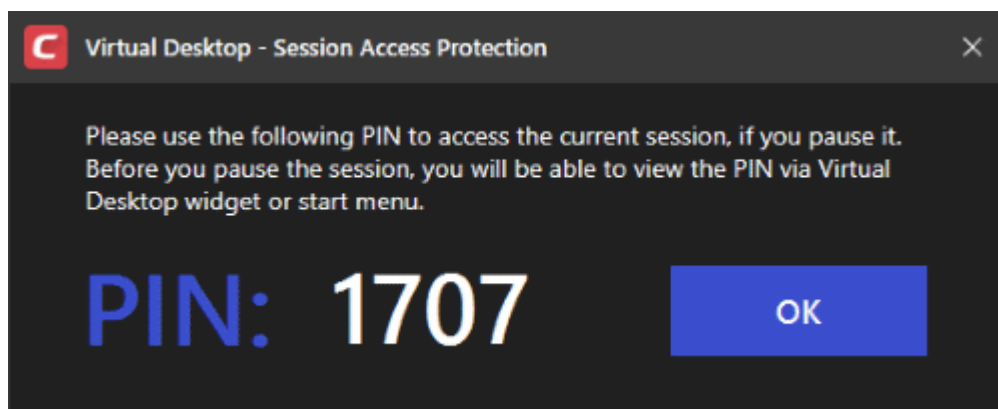 Virtual Desktop - Session Access Protection
Please use the following PIN to access the current session, if you pause it.
Before you pause the session, you will be able to view the PIN via Virtual
Desktop widget or start menu.
PIN: 1707
OK